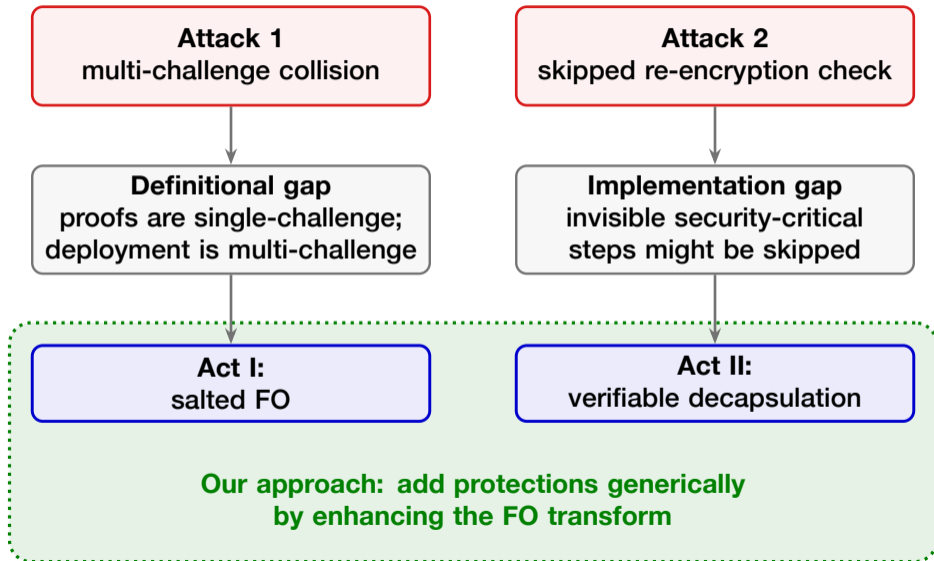 Attack 1
multi-challenge collision
Attack 2
skipped re-encryption check
Definitional gap
proofs are single-challenge;
deployment is multi-challenge
Implementation gap
invisible security-critical
steps might be skipped
Act I:
salted FO
Act II:
verifiable decapsulation
Our approach: add protections generically
by enhancing the FO transform